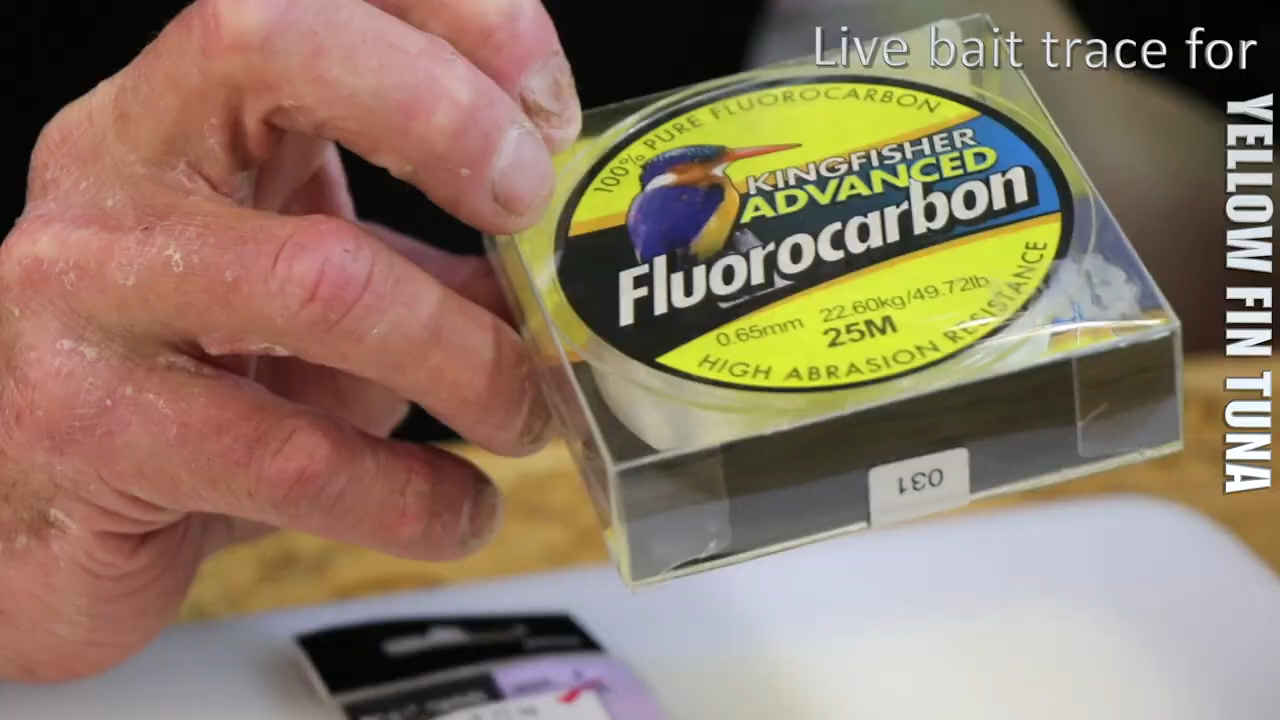 Live bait trace for
YELLOW FIN TUNA
100% PURE FLUOROCARBON
KINGFISHER
ADVANCED
Fluorocarbon
0.65mm 22.60kg/49.72lb
25M
HIGH ABRASION RESISTANCE
031